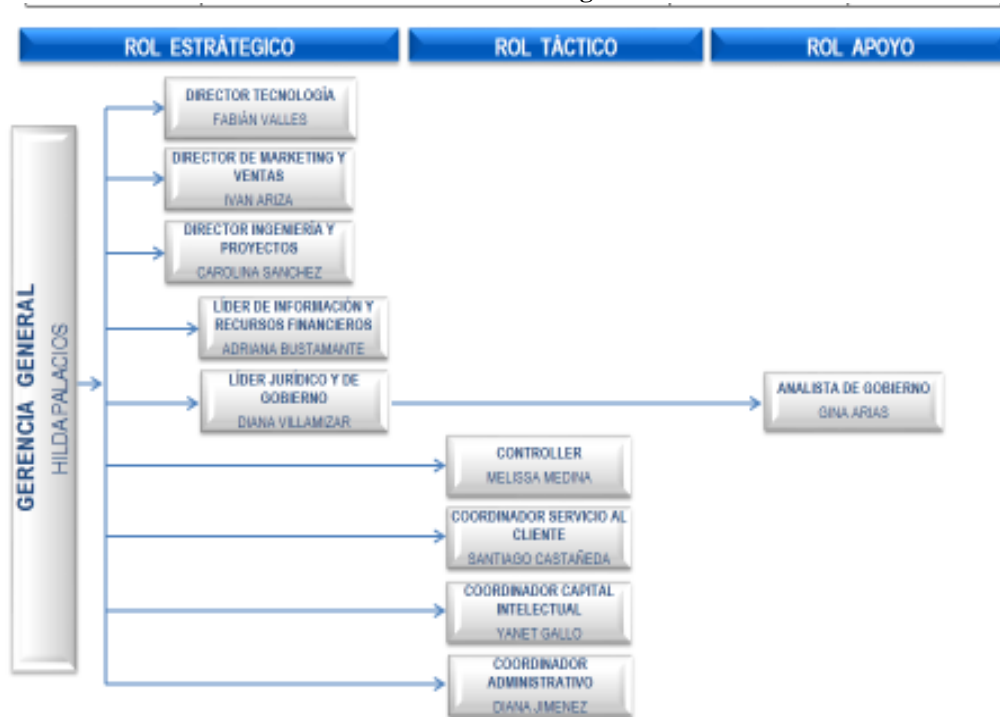 ROL ESTRÁTEGICO
ROL TÁCTICO
ROL APOYO
GERENCIA GENERAL
HILDA PALACIOS
DIRECTOR TECNOLOGÍA
FABIÁN VALLES
DIRECTOR DE MARKETING Y
VENTAS
IVAN ARIZA
DIRECTOR INGENIERÍA Y
PROYECTOS
CAROLINA SANCHEZ
LÍDER DE INFORMACIÓN Y
RECURSOS FINANCIEROS
ADRIANA BUSTAMANTE
LÍDER JURÍDICO Y DE
GOBIERNO
DIANA VILLAMIZAR
ANALISTA DE GOBIERNO
GINA ARIAS
CONTROLLER
MELISSA MEDINA
COORDINADOR SERVICIO AL
CLIENTE
SANTIAGO CASTAÑEDA
COORDINADOR CAPITAL
INTELECTUAL
YANET GALLO
COORDINADOR
ADMINISTRATIVO
DIANA JIMENEZ